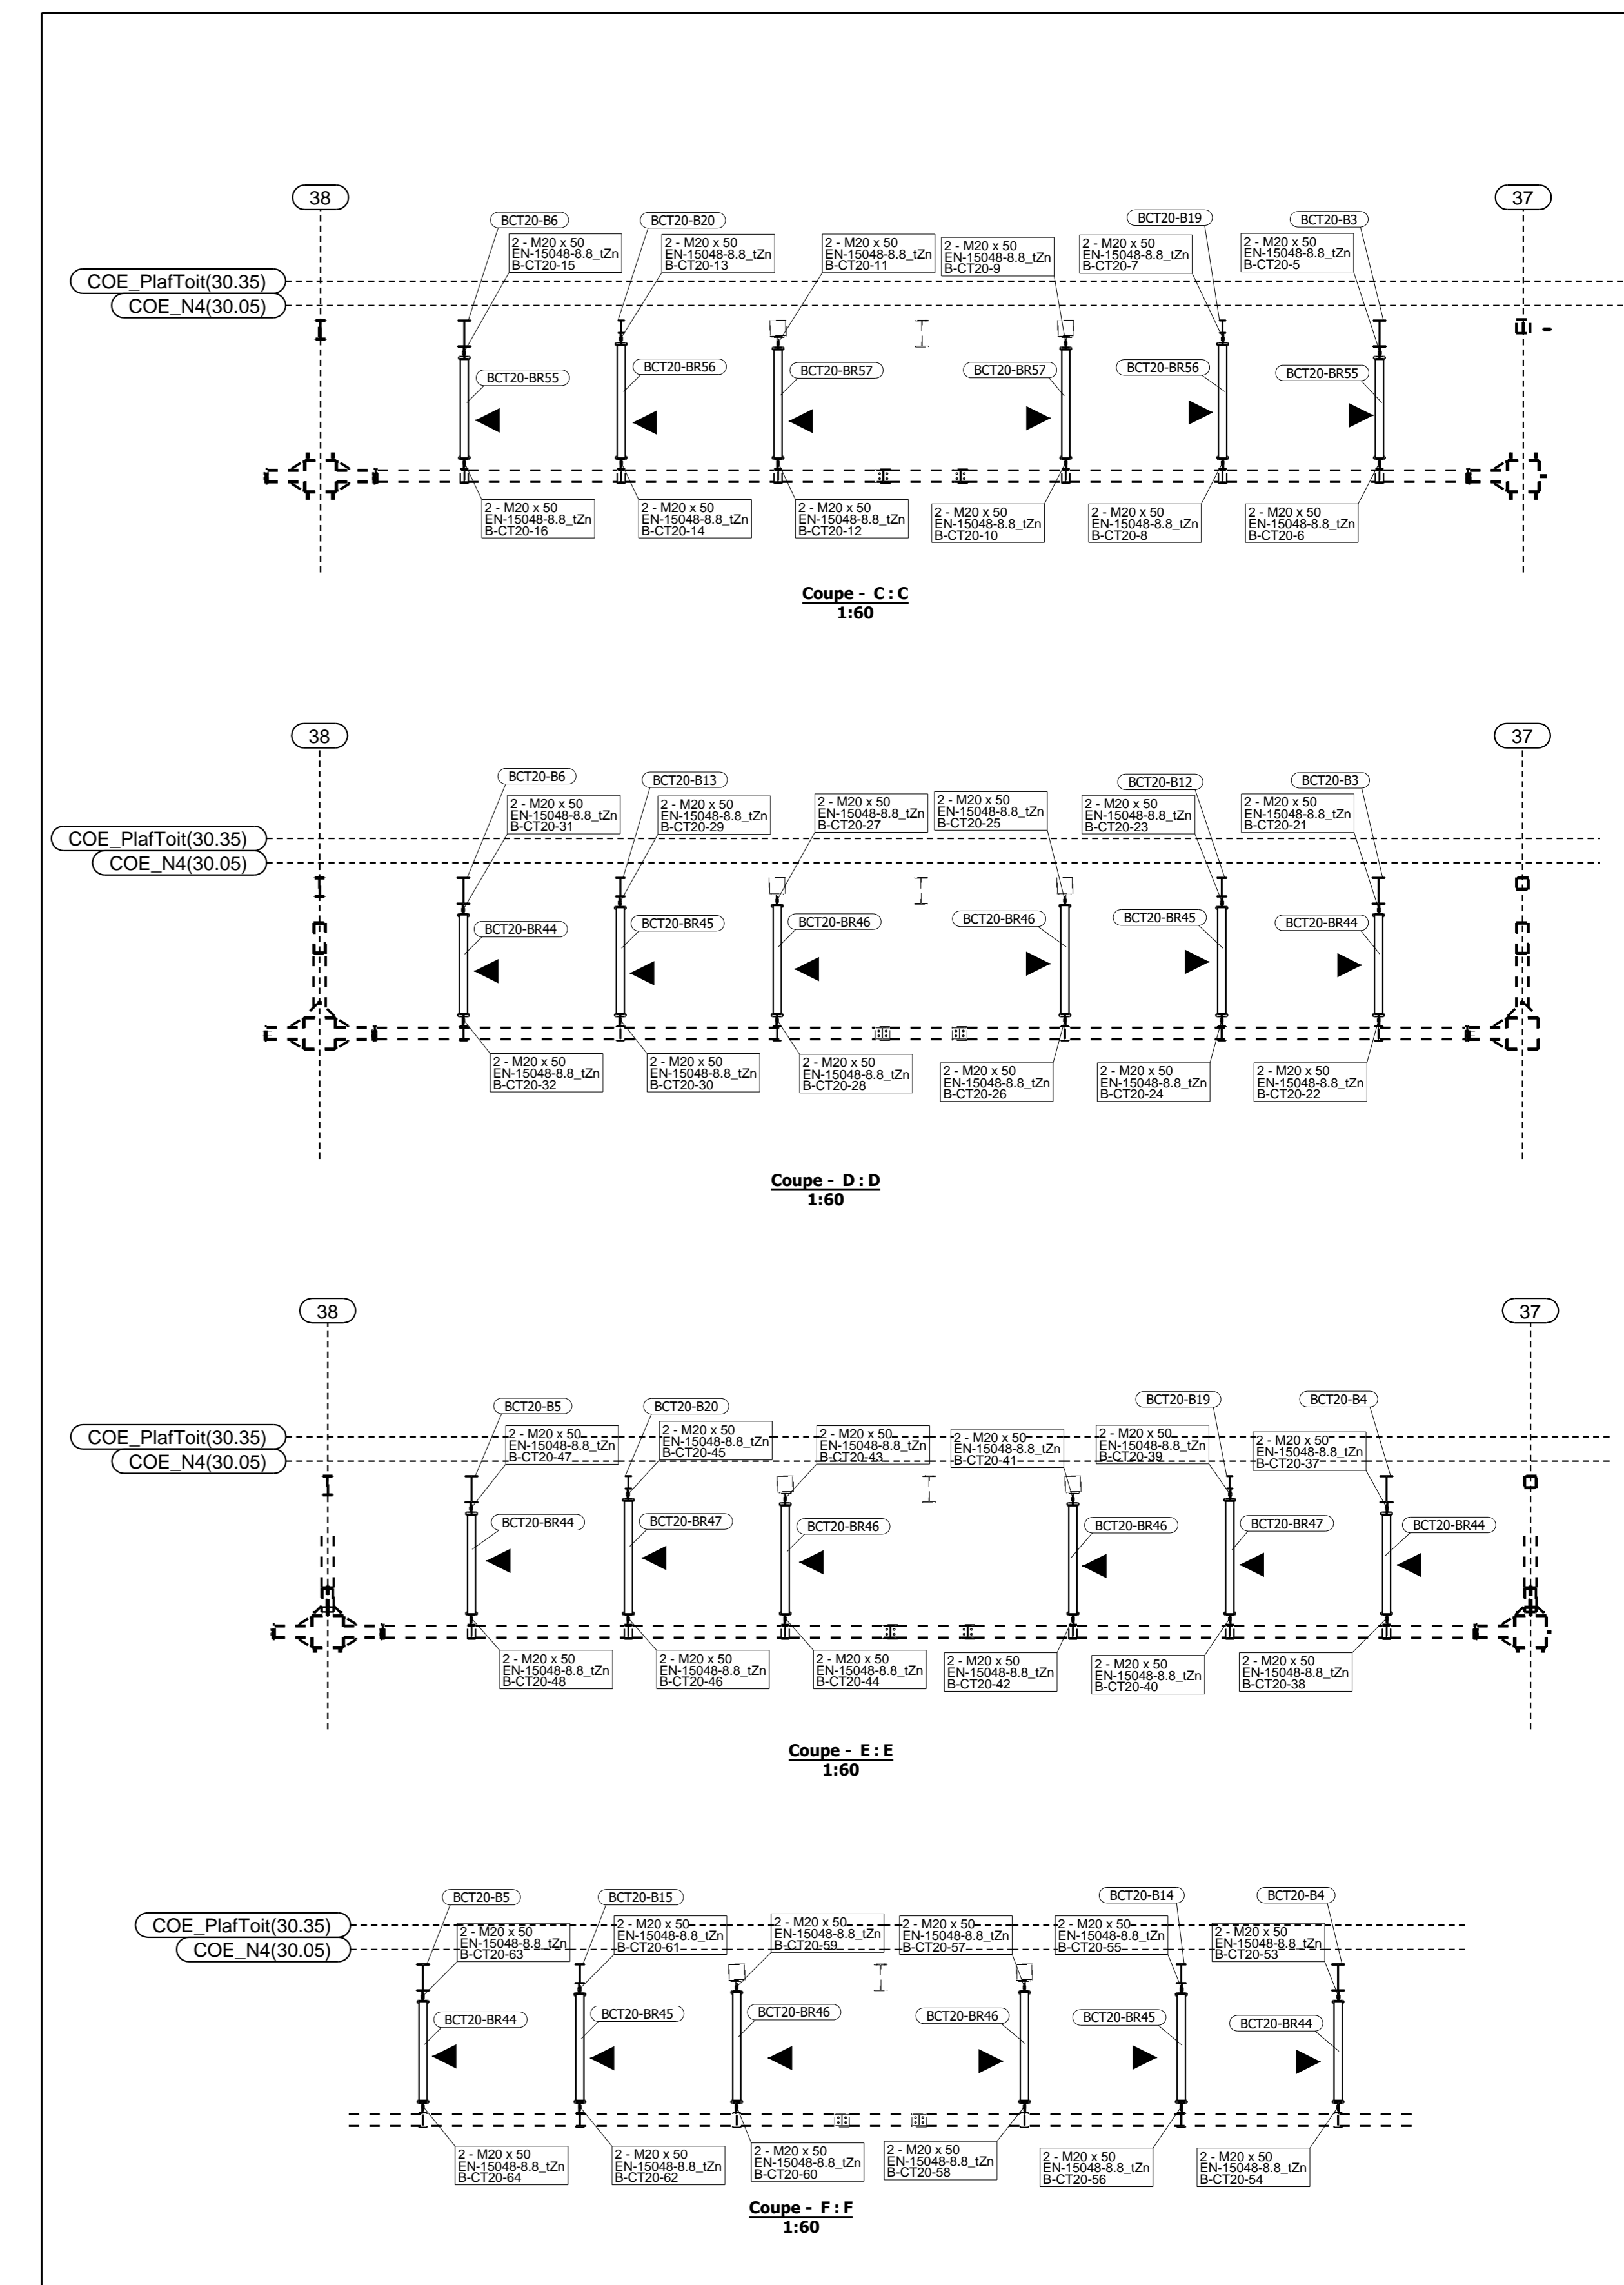 38
37
BCT20-B6
BCT20-B20
BCT20-B19
BCT20-B3
2 - M20 x 50
EN-15048-8.8_tZn
B-CT20-15
2 - M20 x 50
EN-15048-8.8_tZn
B-CT20-13
2 - M20 x 50
EN-15048-8.8_tZn
B-CT20-11
2 - M20 x 50
EN-15048-8.8_tZn
B-CT20-9
2 - M20 x 50
EN-15048-8.8_tZn
B-CT20-7
2 - M20 x 50
EN-15048-8.8_tZn
B-CT20-5
COE_PlafToit(30.35)
COE_N4(30.05)
BCT20-BR55
BCT20-BR56
BCT20-BR57
BCT20-BR57
BCT20-BR56
BCT20-BR55
2 - M20 x 50
EN-15048-8.8_tZn
B-CT20-16
2 - M20 x 50
EN-15048-8.8_tZn
B-CT20-14
2 - M20 x 50
EN-15048-8.8_tZn
B-CT20-12
2 - M20 x 50
EN-15048-8.8_tZn
B-CT20-10
2 - M20 x 50
EN-15048-8.8_tZn
B-CT20-8
2 - M20 x 50
EN-15048-8.8_tZn
B-CT20-6
Coupe - C : C
1:60
38
37
BCT20-B6
BCT20-B13
BCT20-B12
BCT20-B3
2 - M20 x 50
EN-15048-8.8_tZn
B-CT20-31
2 - M20 x 50
EN-15048-8.8_tZn
B-CT20-29
2 - M20 x 50
EN-15048-8.8_tZn
B-CT20-27
2 - M20 x 50
EN-15048-8.8_tZn
B-CT20-25
2 - M20 x 50
EN-15048-8.8_tZn
B-CT20-23
2 - M20 x 50
EN-15048-8.8_tZn
B-CT20-21
COE_PlafToit(30.35)
COE_N4(30.05)
BCT20-BR44
BCT20-BR45
BCT20-BR46
BCT20-BR46
BCT20-BR45
BCT20-BR44
2 - M20 x 50
EN-15048-8.8_tZn
B-CT20-32
2 - M20 x 50
EN-15048-8.8_tZn
B-CT20-30
2 - M20 x 50
EN-15048-8.8_tZn
B-CT20-28
2 - M20 x 50
EN-15048-8.8_tZn
B-CT20-26
2 - M20 x 50
EN-15048-8.8_tZn
B-CT20-24
2 - M20 x 50
EN-15048-8.8_tZn
B-CT20-22
Coupe - D : D
1:60
38
37
BCT20-B5
BCT20-B20
BCT20-B19
BCT20-B4
2 - M20 x 50
EN-15048-8.8_tZn
B-CT20-47
2 - M20 x 50
EN-15048-8.8_tZn
B-CT20-45
2 - M20 x 50
EN-15048-8.8_tZn
B-CT20-43
2 - M20 x 50
EN-15048-8.8_tZn
B-CT20-41
2 - M20 x 50
EN-15048-8.8_tZn
B-CT20-39
2 - M20 x 50
EN-15048-8.8_tZn
B-CT20-37
COE_PlafToit(30.35)
COE_N4(30.05)
BCT20-BR44
BCT20-BR47
BCT20-BR46
BCT20-BR46
BCT20-BR47
BCT20-BR44
2 - M20 x 50
EN-15048-8.8_tZn
B-CT20-48
2 - M20 x 50
EN-15048-8.8_tZn
B-CT20-46
2 - M20 x 50
EN-15048-8.8_tZn
B-CT20-44
2 - M20 x 50
EN-15048-8.8_tZn
B-CT20-42
2 - M20 x 50
EN-15048-8.8_tZn
B-CT20-40
2 - M20 x 50
EN-15048-8.8_tZn
B-CT20-38
Coupe - E : E
1:60
BCT20-B5
BCT20-B15
BCT20-B14
BCT20-B4
COE_PlafToit(30.35)
COE_N4(30.05)
2 - M20 x 50
EN-15048-8.8_tZn
B-CT20-63
2 - M20 x 50
EN-15048-8.8_tZn
B-CT20-61
2 - M20 x 50
EN-15048-8.8_tZn
B-CT20-59
2 - M20 x 50
EN-15048-8.8_tZn
B-CT20-57
2 - M20 x 50
EN-15048-8.8_tZn
B-CT20-55
2 - M20 x 50
EN-15048-8.8_tZn
B-CT20-53
BCT20-BR44
BCT20-BR45
BCT20-BR46
BCT20-BR46
BCT20-BR45
BCT20-BR44
2 - M20 x 50
EN-15048-8.8_tZn
B-CT20-64
2 - M20 x 50
EN-15048-8.8_tZn
B-CT20-62
2 - M20 x 50
EN-15048-8.8_tZn
B-CT20-60
2 - M20 x 50
EN-15048-8.8_tZn
B-CT20-58
2 - M20 x 50
EN-15048-8.8_tZn
B-CT20-56
2 - M20 x 50
EN-15048-8.8_tZn
B-CT20-54
Coupe - F : F
1:60